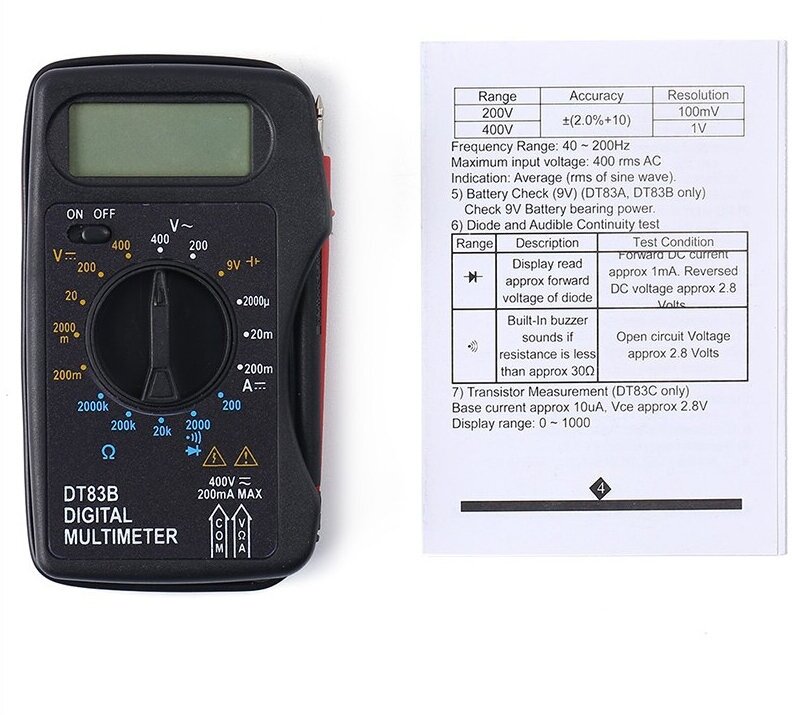 ON OFF
V~
400
200
V⎓
400
200
20
2000
m
200m
9V
2000µ
20m
200m
A⎓
200
2000k
200k
20k
2000
Ω
400V ≂
200mA MAX
COM
VΩA
DT83B
DIGITAL
MULTIMETER
Range Accuracy Resolution
200V ±(2.0%+10) 100mV
400V 1V
Frequency Range: 40 ~ 200Hz
Maximum input voltage: 400 rms AC
Indication: Average (rms of sine wave).
5) Battery Check (9V) (DT83A, DT83B only)
Check 9V Battery bearing power.
6) Diode and Audible Continuity test
Range Description Test Condition
Display read
approx forward
voltage of diode
Forward DC current
approx 1mA. Reversed
DC voltage approx 2.8
Volts
Built-In buzzer
sounds if
resistance is less
than approx 30Ω
Open circuit Voltage
approx 2.8 Volts
7) Transistor Measurement (DT83C only)
Base current approx 10uA, Vce approx 2.8V
Display range: 0 ~ 1000
4